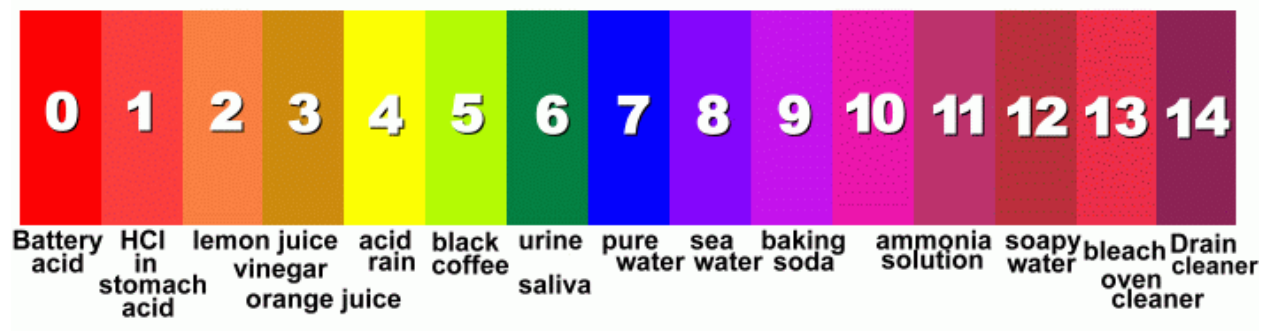 0 1 2 3 4 5 6 7 8 9 10 11 12 13 14
Battery acid
HCl in stomach acid
lemon juice
vinegar
orange juice
acid rain
black coffee
urine
saliva
pure water
sea water
baking soda
ammonia solution
soapy water
bleach
oven cleaner
Drain cleaner